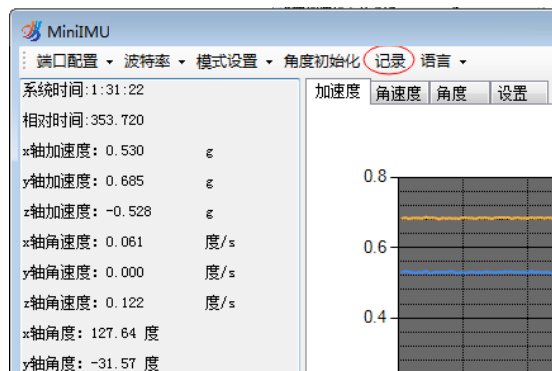 MiniIMU
端口配置 波特率 模式设置 角度初始化 记录 语言
系统时间:1:31:22
相对时间:353.720
x轴加速度: 0.530 g
y轴加速度: 0.685 g
z轴加速度: -0.528 g
x轴角速度: 0.061 度/s
y轴角速度: 0.000 度/s
z轴角速度: 0.122 度/s
x轴角度: 127.64 度
y轴角度: -31.57 度
加速度 角速度 角度 设置
0.8
0.6
0.4